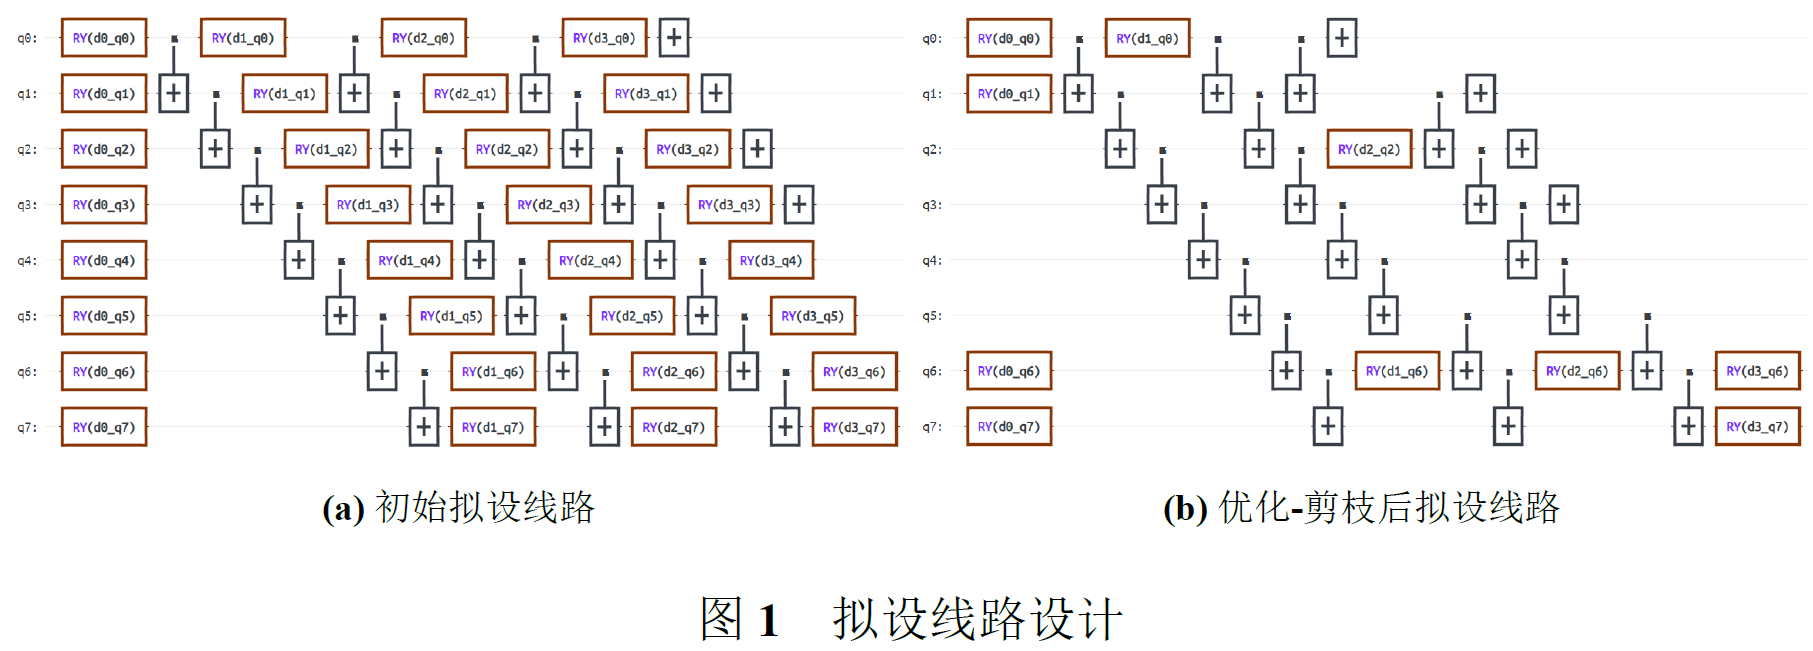 q0: RY(d0_q0) RY(d1_q0) RY(d2_q0) RY(d3_q0) +
q1: RY(d0_q1) + RY(d1_q1) + RY(d2_q1) + RY(d3_q1) +
q2: RY(d0_q2) + RY(d1_q2) + RY(d2_q2) + RY(d3_q2) +
q3: RY(d0_q3) + RY(d1_q3) + RY(d2_q3) + RY(d3_q3) +
q4: RY(d0_q4) + RY(d1_q4) + RY(d2_q4) + RY(d3_q4)
q5: RY(d0_q5) + RY(d1_q5) + RY(d2_q5) + RY(d3_q5)
q6: RY(d0_q6) + RY(d1_q6) + RY(d2_q6) + RY(d3_q6)
q7: RY(d0_q7) + RY(d1_q7) + RY(d2_q7) + RY(d3_q7)
(a) 初始拟设线路
q0: RY(d0_q0) RY(d1_q0) +
q1: RY(d0_q1) + + + +
q2: + + RY(d2_q2) + +
q3: + + + +
q4: + + +
q5: + + +
q6: RY(d0_q6) + RY(d1_q6) + RY(d2_q6) + RY(d3_q6)
q7: RY(d0_q7) + + + RY(d3_q7)
(b) 优化-剪枝后拟设线路
图 1 拟设线路设计